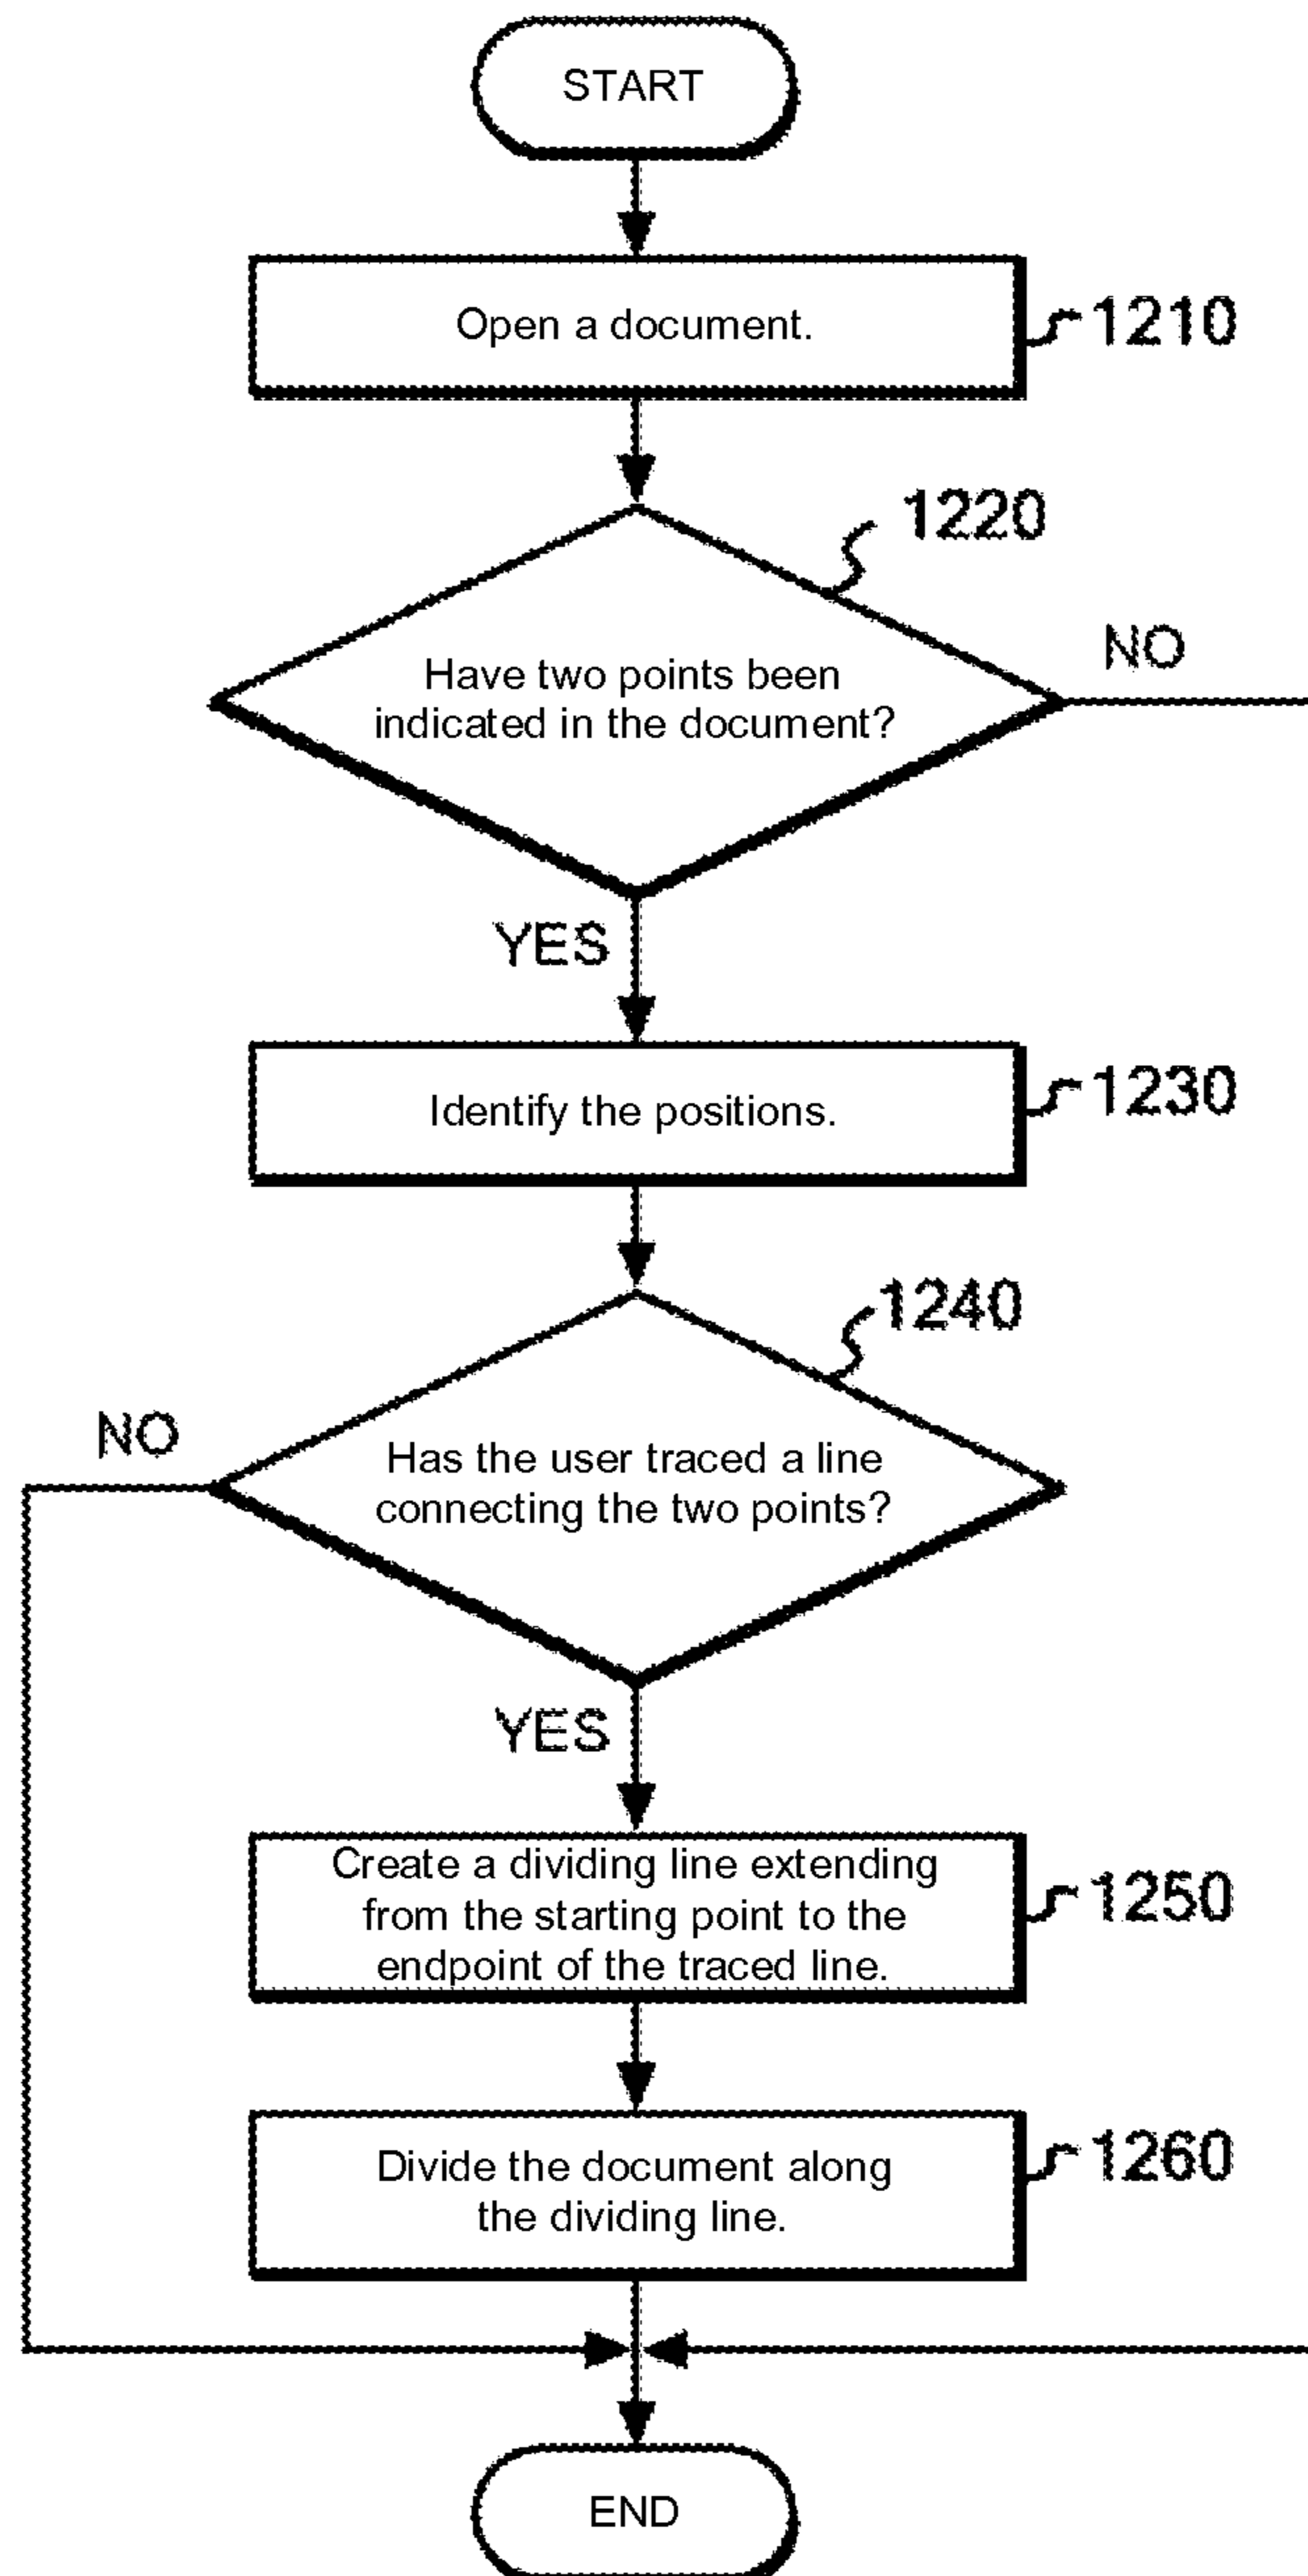 START
Open a document.
1210
1220
Have two points been
indicated in the document?
NO
YES
Identify the positions.
1230
1240
NO
Has the user traced a line
connecting the two points?
YES
Create a dividing line extending
from the starting point to the
endpoint of the traced line.
1250
Divide the document along
the dividing line.
1260
END